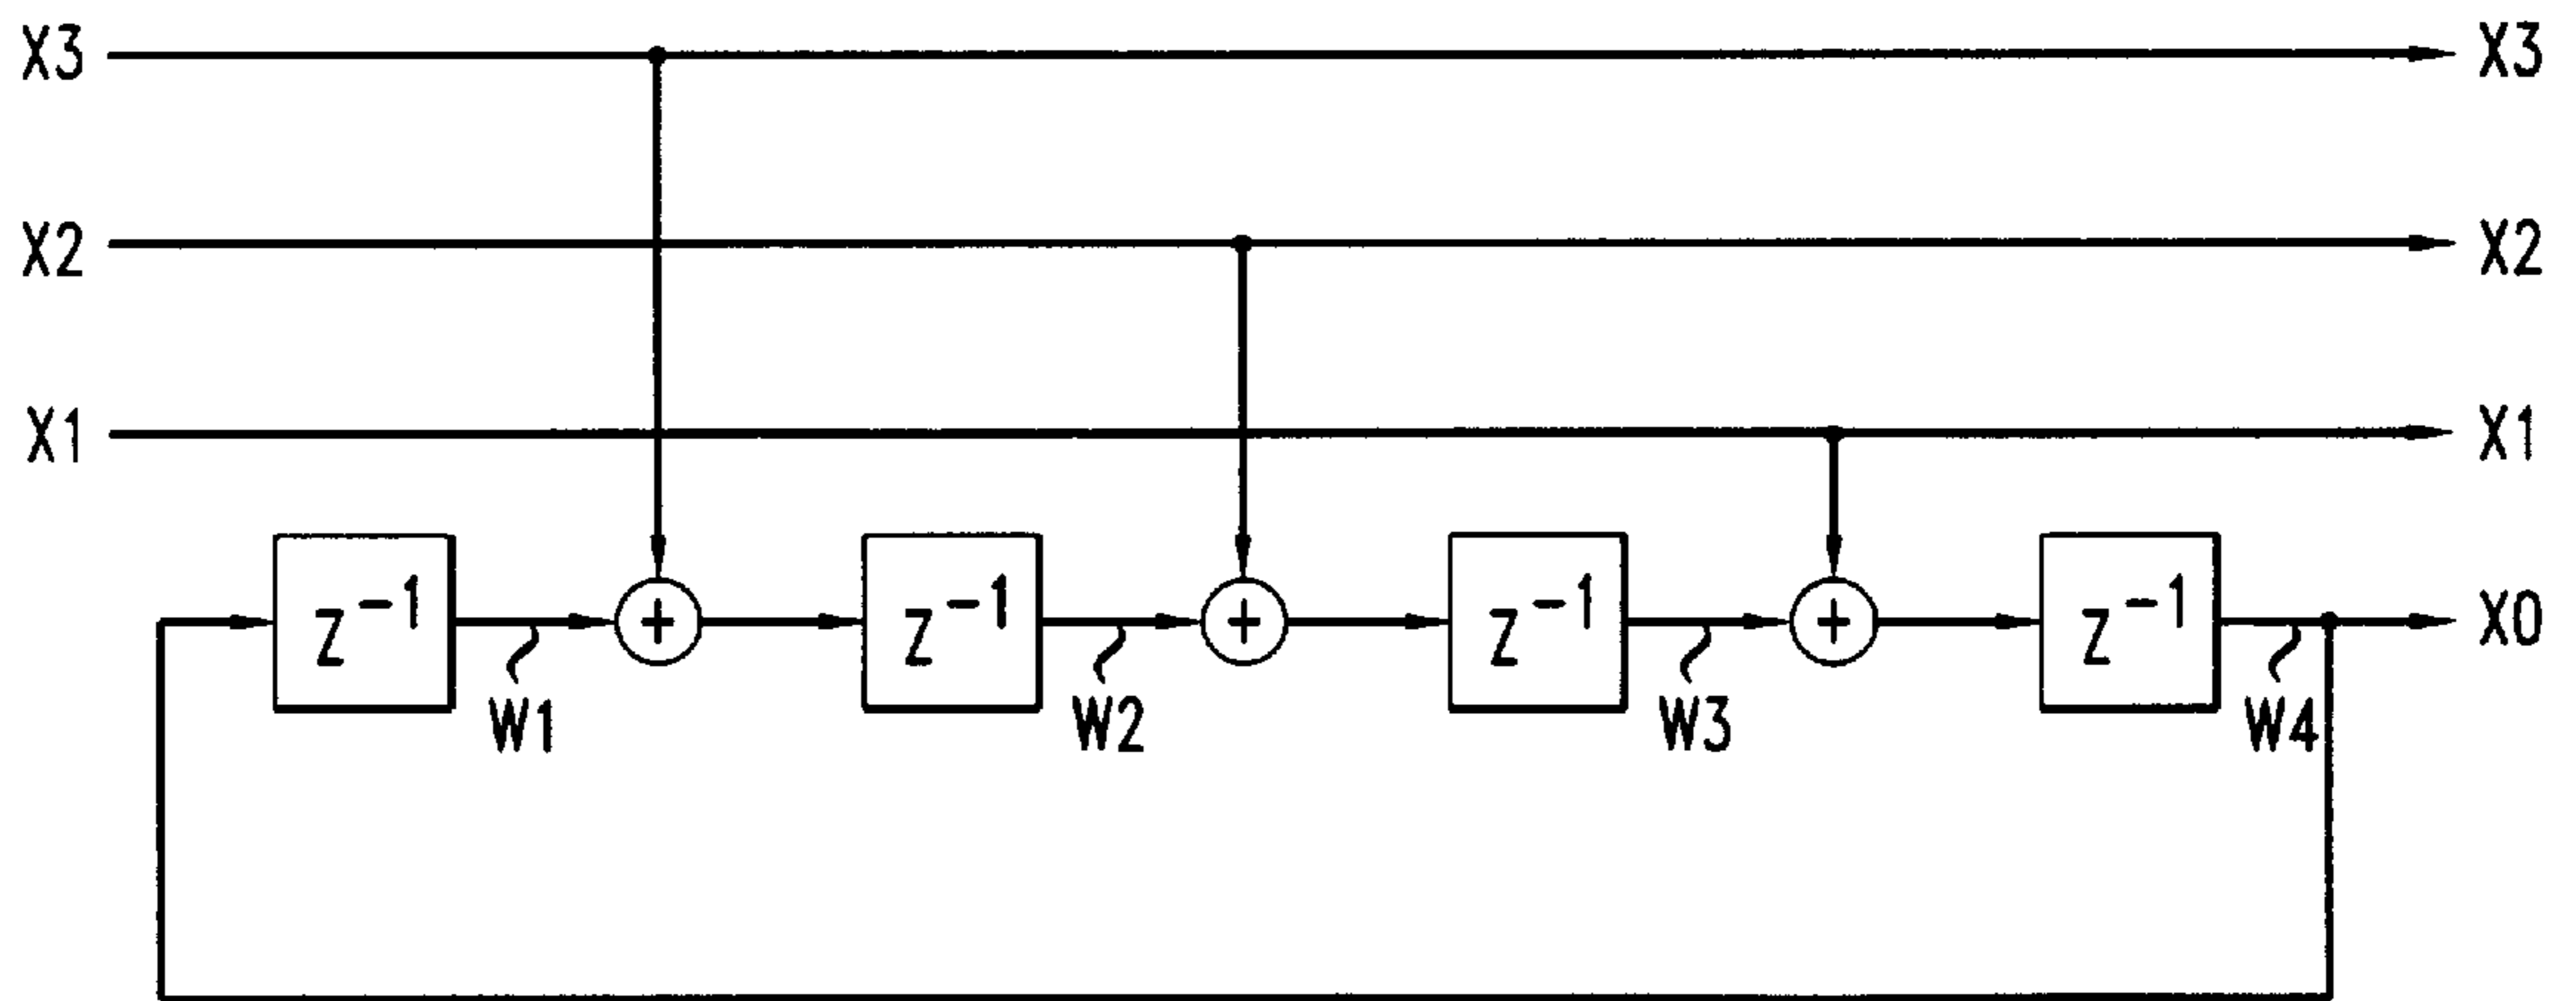 X3 X3
X2 X2
X1 X1
z⁻¹ + z⁻¹ + z⁻¹ + z⁻¹ X0
W1 W2 W3 W4